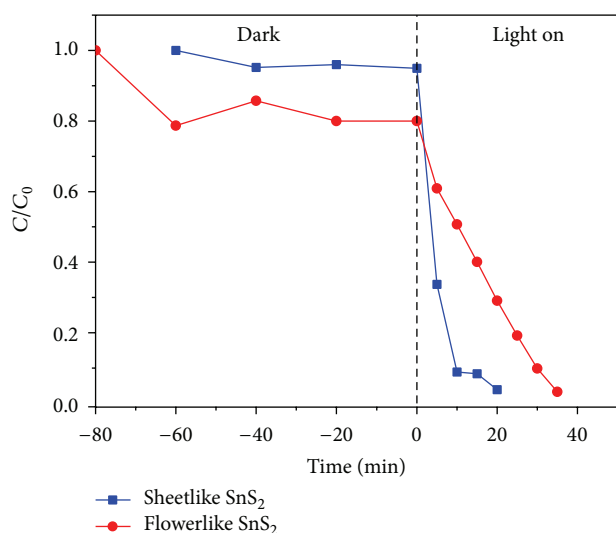 Dark Light on
1.0
0.8
0.6
0.4
0.2
0.0
C/C₀
−80 −60 −40 −20 0 20 40
Time (min)
Sheetlike SnS₂
Flowerlike SnS₂